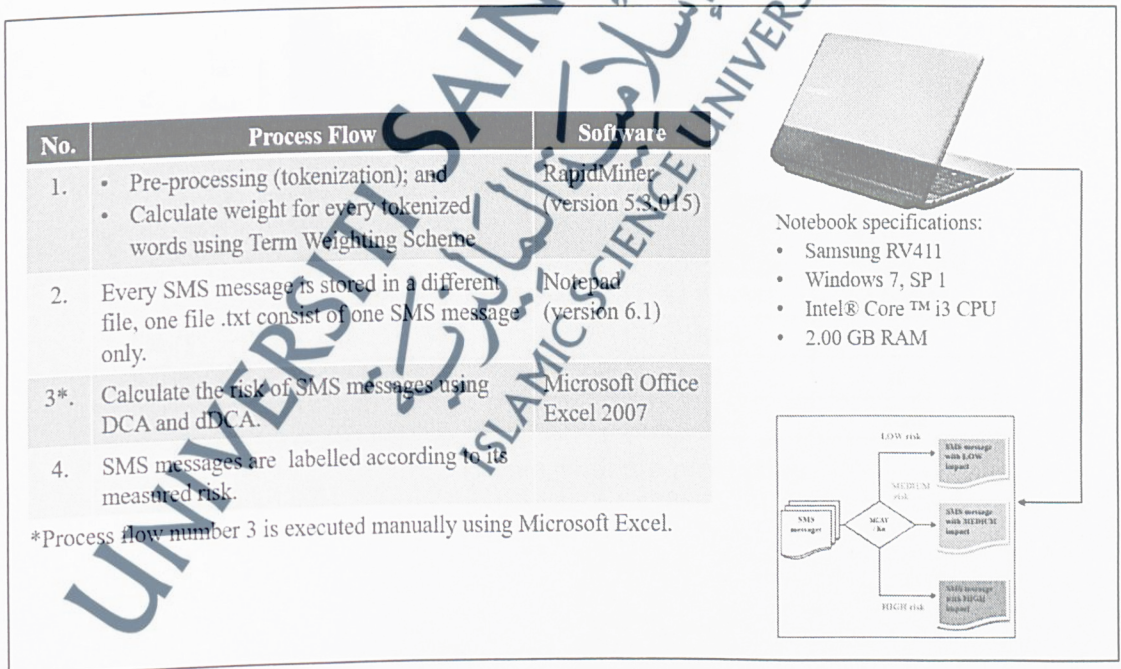 No. Process Flow Software
1. • Pre-processing (tokenization); and RapidMiner
• Calculate weight for every tokenized (version 5.3.015)
words using Term Weighting Scheme
2. Every SMS message is stored in a different Notepad
file, one file .txt consist of one SMS message (version 6.1)
only.
3*. Calculate the risk of SMS messages using Microsoft Office
DCA and dDCA. Excel 2007
4. SMS messages are labelled according to its
measured risk.
*Process flow number 3 is executed manually using Microsoft Excel.
Notebook specifications:
• Samsung RV411
• Windows 7, SP 1
• Intel® Core ™ i3 CPU
• 2.00 GB RAM
LOW risk
SMS message
with LOW
impact
MEDIUM
risk
SMS
messages
MCAV
SMS message
with MEDIUM
impact
HIGH risk
SMS message
with HIGH
impact
UNIVERSITI SAIN
ISLAMIC SCIENCE UNIVERS